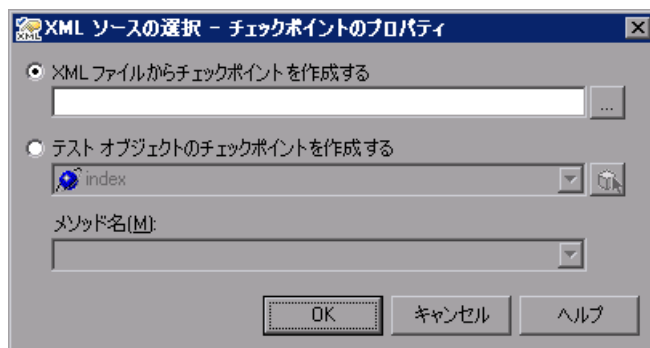 XML ソースの選択 - チェックポイントのプロパティ
XML ファイルからチェックポイントを作成する
...
テスト オブジェクトのチェックポイントを作成する
index
メソッド名(M):
OK キャンセル ヘルプ